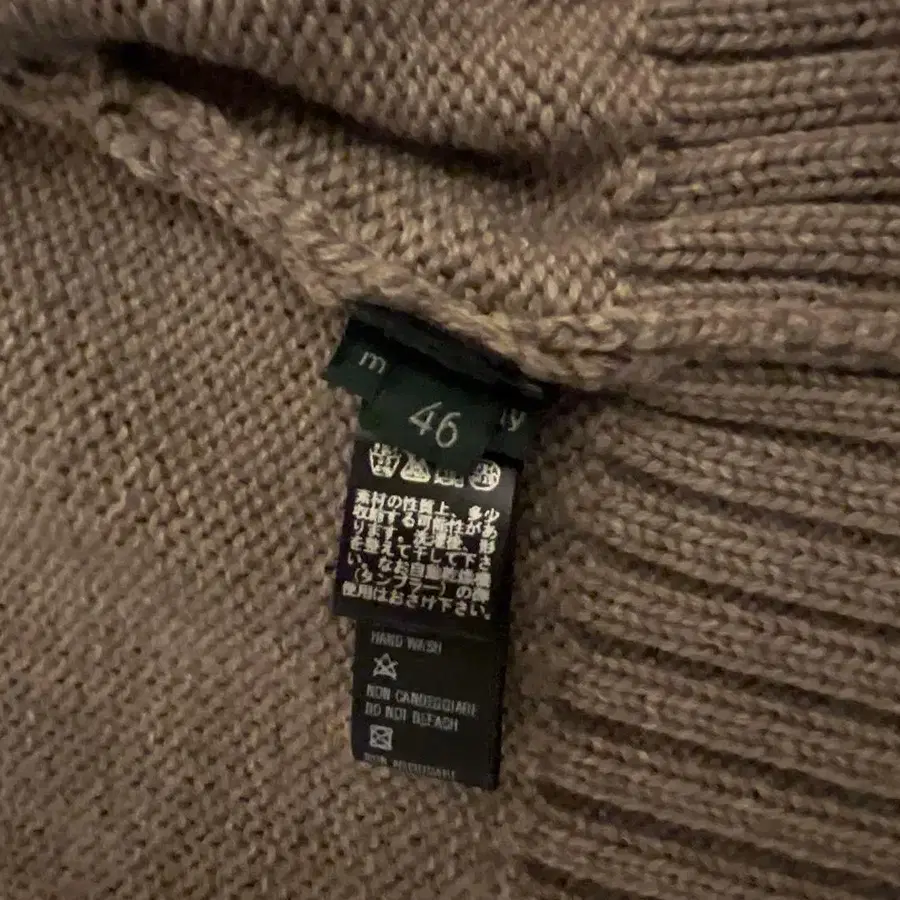 m
46
ly
素材の性質上、多少
収縮する可能性があ
ります。洗濯後、形
を整えて干して下さ
い。なお自動乾燥機
（タンブラー）の御
使用はおさけ下さい。
HAND WASH
NON CANDEGGIARE
DO NOT BLEACH